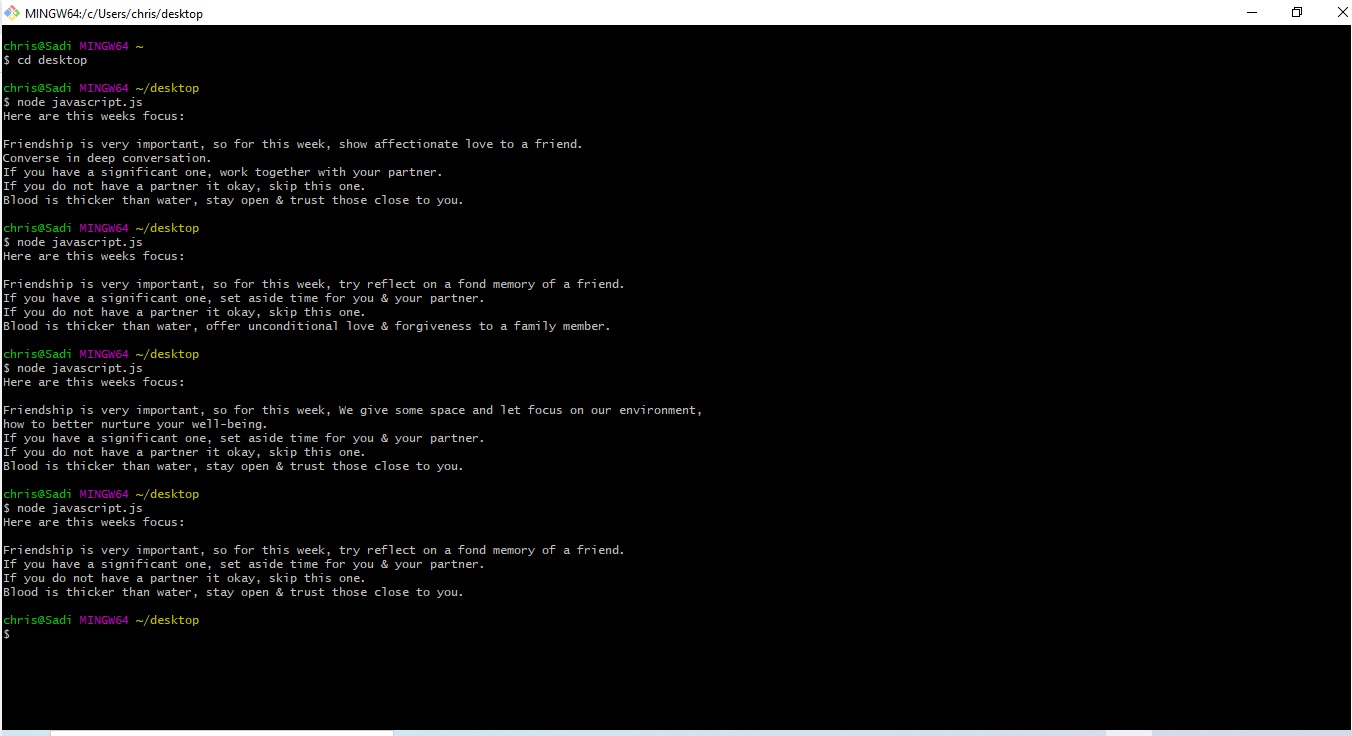 MINGW64:/c/Users/chris/desktop
chris@Sadi MINGW64 ~
$ cd desktop
chris@Sadi MINGW64 ~/desktop
$ node javascript.js
Here are this weeks focus:
Friendship is very important, so for this week, show affectionate love to a friend.
Converse in deep conversation.
If you have a significant one, work together with your partner.
If you do not have a partner it okay, skip this one.
Blood is thicker than water, stay open & trust those close to you.
chris@Sadi MINGW64 ~/desktop
$ node javascript.js
Here are this weeks focus:
Friendship is very important, so for this week, try reflect on a fond memory of a friend.
If you have a significant one, set aside time for you & your partner.
If you do not have a partner it okay, skip this one.
Blood is thicker than water, offer unconditional love & forgiveness to a family member.
chris@Sadi MINGW64 ~/desktop
$ node javascript.js
Here are this weeks focus:
Friendship is very important, so for this week, We give some space and let focus on our environment,
how to better nurture your well-being.
If you have a significant one, set aside time for you & your partner.
If you do not have a partner it okay, skip this one.
Blood is thicker than water, stay open & trust those close to you.
chris@Sadi MINGW64 ~/desktop
$ node javascript.js
Here are this weeks focus:
Friendship is very important, so for this week, try reflect on a fond memory of a friend.
If you have a significant one, set aside time for you & your partner.
If you do not have a partner it okay, skip this one.
Blood is thicker than water, stay open & trust those close to you.
chris@Sadi MINGW64 ~/desktop
$